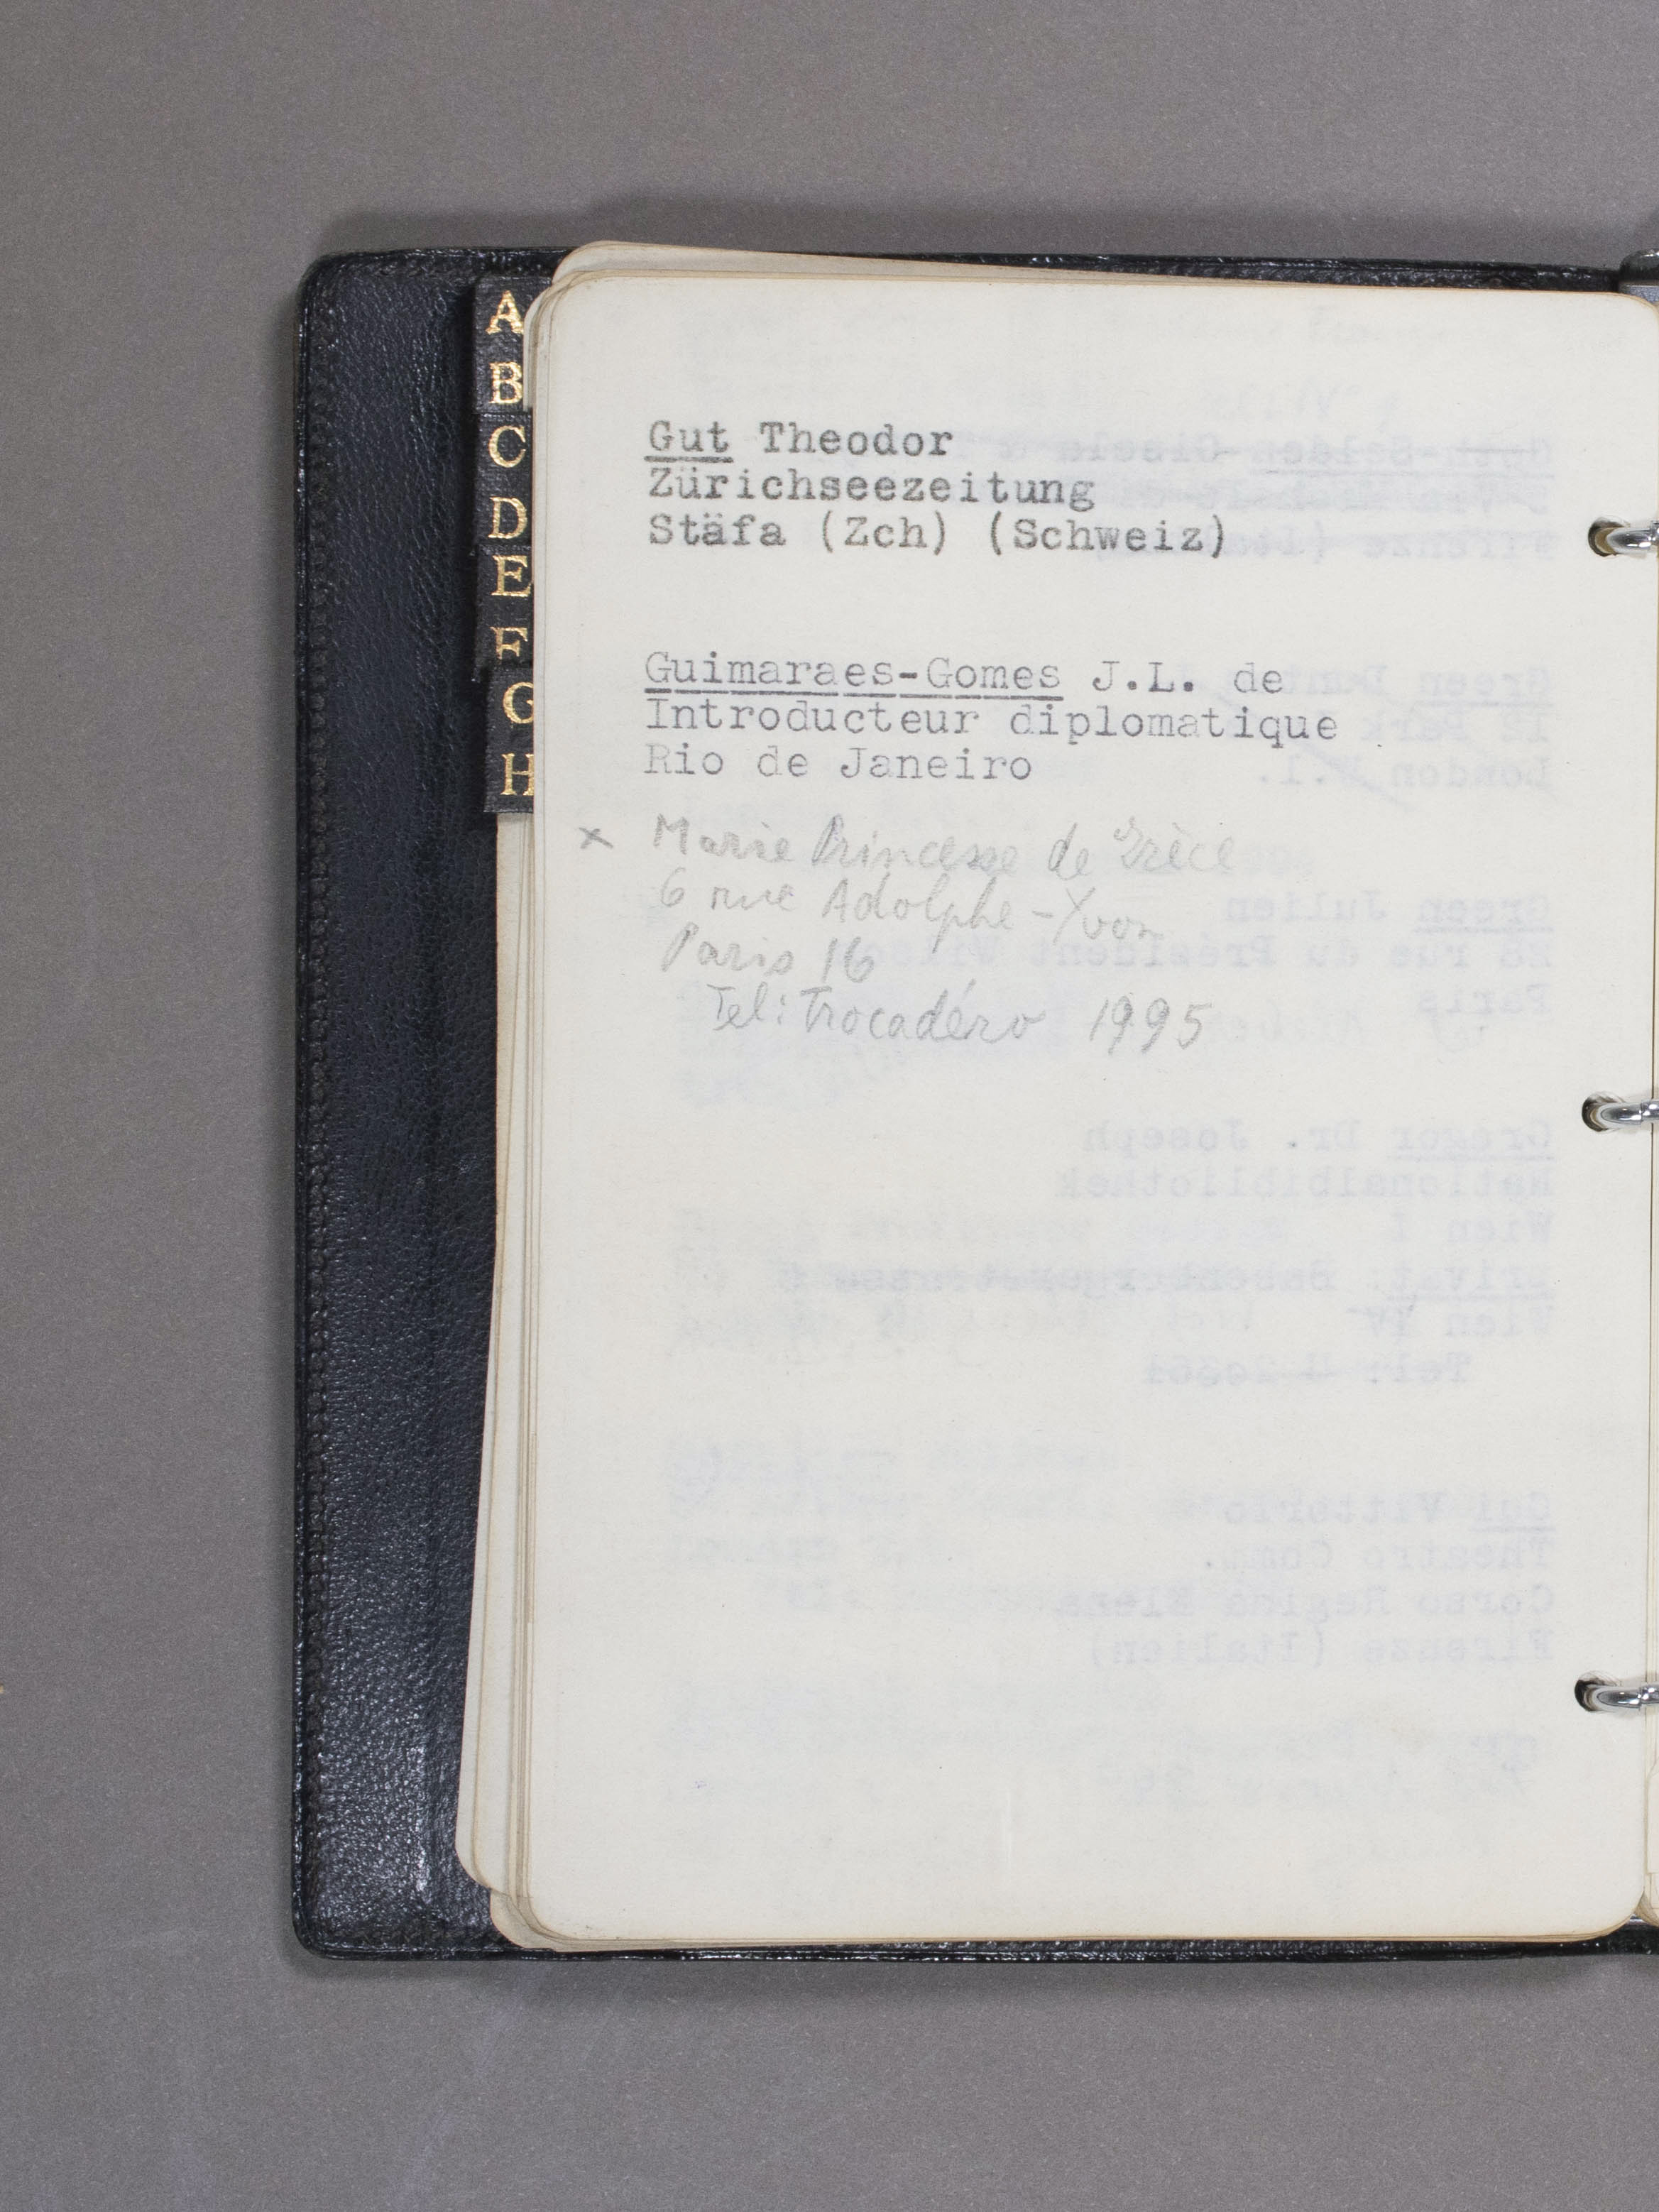 A
B
C
D
E
F
G
H
Gut Theodor
Zürichseezeitung
Stäfa (Zch) (Schweiz)
Guimaraes-Gomes J.L. de
Introducteur diplomatique
Rio de Janeiro
x Marie Princesse de Grèce
6 rue Adolphe-Yvon
Paris 16
Tel: Trocadéro 1995